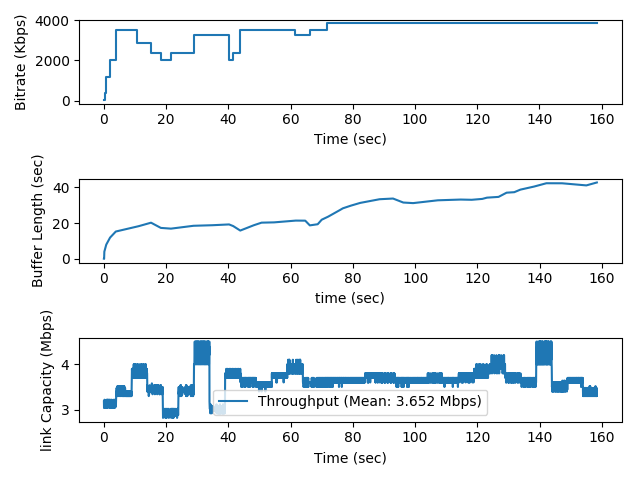 Bitrate (Kbps)
4000
2000
0
0 20 40 60 80 100 120 140 160
Time (sec)
Buffer Length (sec)
40
20
0
0 20 40 60 80 100 120 140 160
time (sec)
link Capacity (Mbps)
4
3
Throughput (Mean: 3.652 Mbps)
0 20 40 60 80 100 120 140 160
Time (sec)